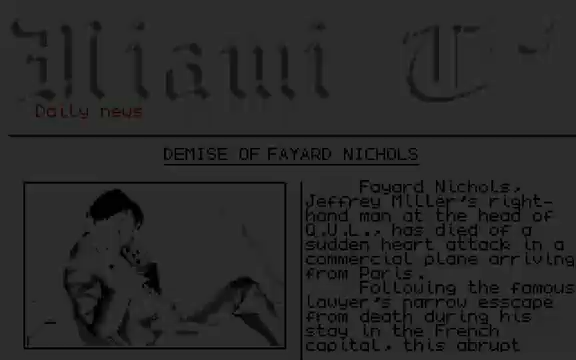 Miami T
Daily news
DEMISE OF FAYARD NICHOLS
Fayard Nichols,
Jeffrey Miller's right-
hand man at the head of
O.U.L., has died of a
sudden heart attack in a
commercial plane arriving
from Paris.
Following the famous
lawyer's narrow esscape
from death during his
stay in the French
capital, this abrupt